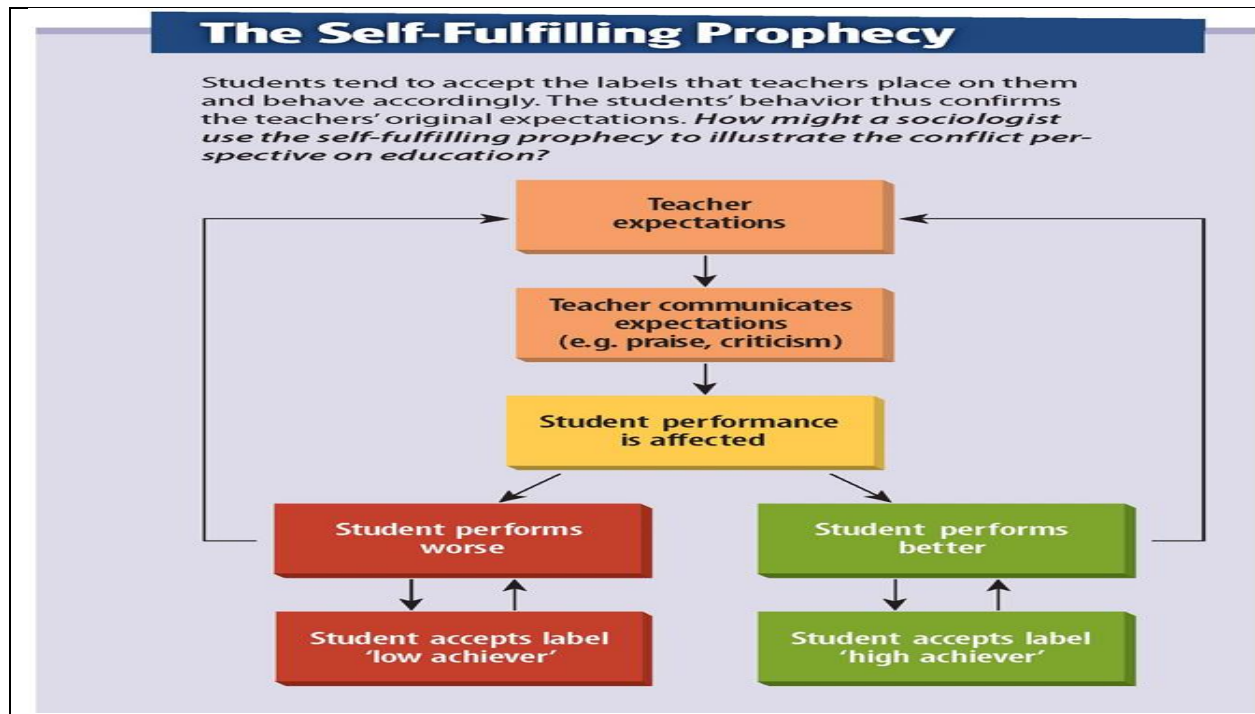 The Self-Fulfilling Prophecy
Students tend to accept the labels that teachers place on them
and behave accordingly. The students’ behavior thus confirms
the teachers’ original expectations. How might a sociologist
use the self-fulfilling prophecy to illustrate the conflict per-
spective on education?
Teacher
expectations
Teacher communicates
expectations
(e.g. praise, criticism)
Student performance
is affected
Student performs
worse
Student performs
better
Student accepts label
‘low achiever’
Student accepts label
‘high achiever’